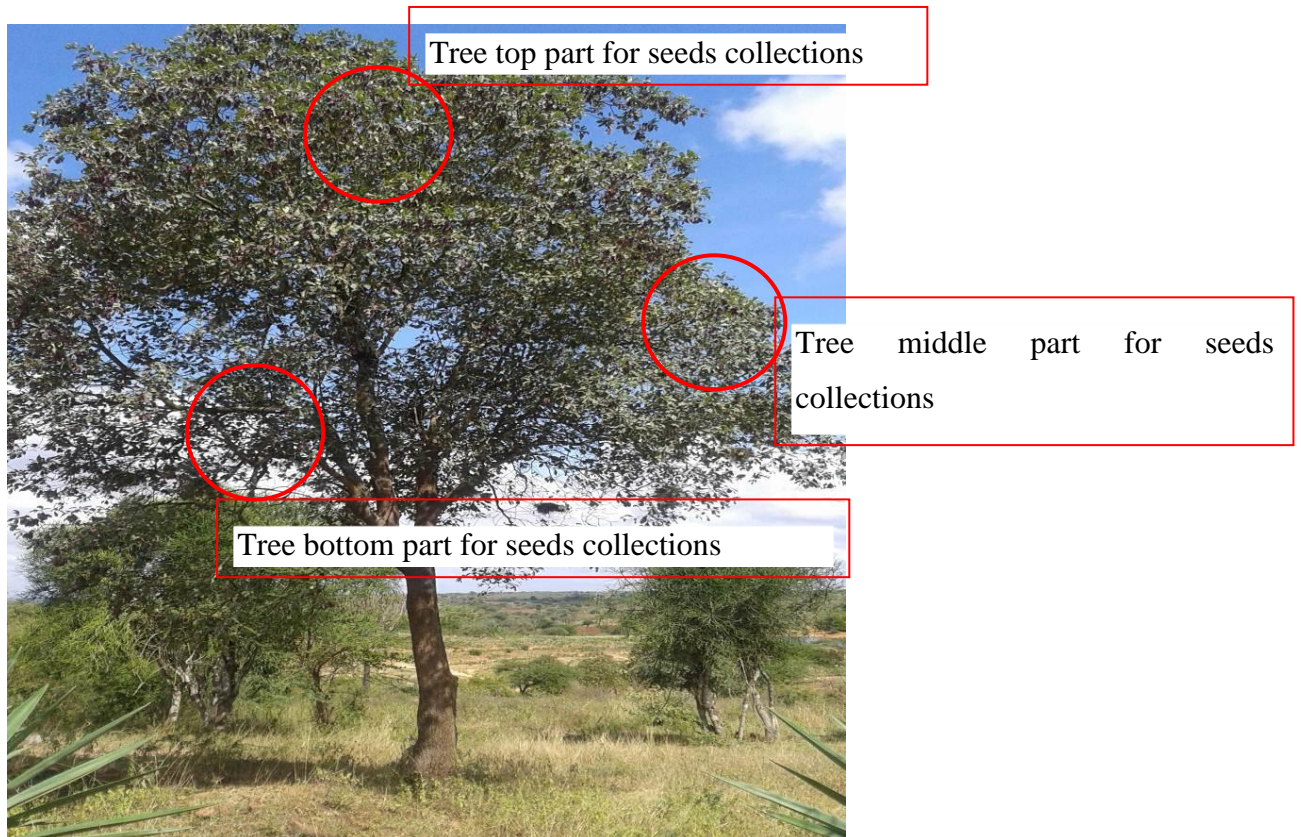 Tree top part for seeds collections
Tree middle part for seeds
collections
Tree bottom part for seeds collections